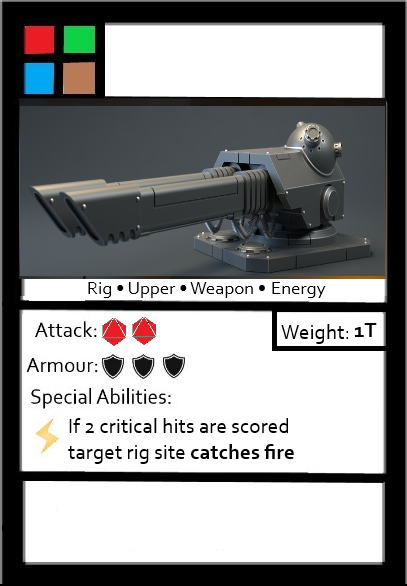 Rig • Upper • Weapon • Energy
Attack:
Weight: 1T
Armour:
Special Abilities:
If 2 critical hits are scored
target rig site catches fire